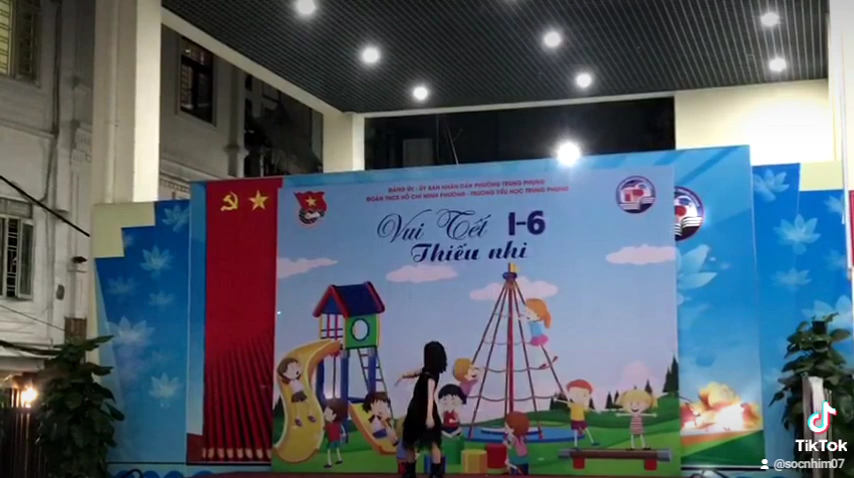 ĐẢNG ỦY - ỦY BAN NHÂN DÂN PHƯỜNG TRUNG PHỤNG
ĐOÀN TNCS HỒ CHÍ MINH PHƯỜNG - TRƯỜNG TIỂU HỌC TRUNG PHỤNG
Vui Tết 1-6
Thiếu nhi
TikTok
@socnhim07